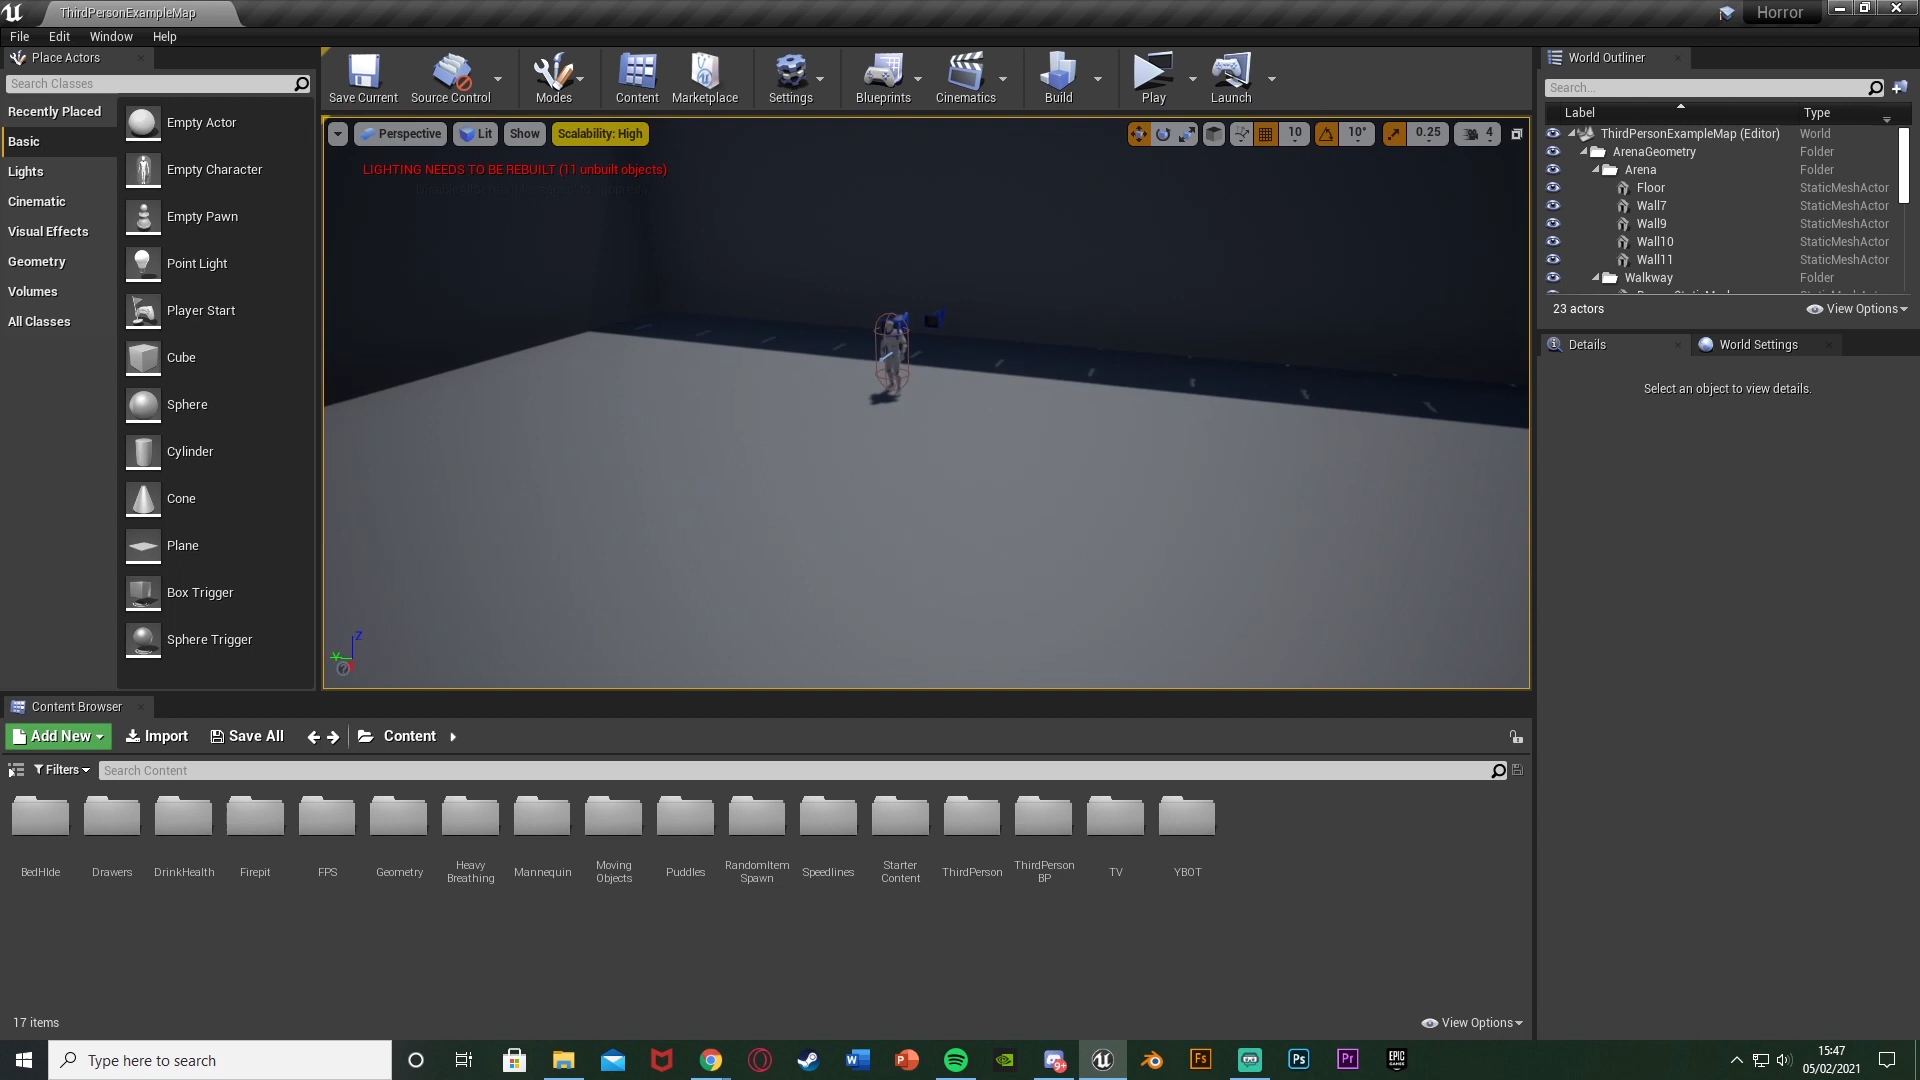 ThirdPersonExampleMap
Horror
File Edit Window Help
Place Actors
Search Classes
Recently Placed
Basic
Lights
Cinematic
Visual Effects
Geometry
Volumes
All Classes
Empty Actor
Empty Character
Empty Pawn
Point Light
Player Start
Cube
Sphere
Cylinder
Cone
Plane
Box Trigger
Sphere Trigger
Save Current Source Control Modes Content Marketplace Settings Blueprints Cinematics Build Play Launch
Perspective Lit Show Scalability: High 10 10° 0.25 4
LIGHTING NEEDS TO BE REBUILT (11 unbuilt objects)
Z
Y
World Outliner
Search...
Label Type
ThirdPersonExampleMap (Editor) World
ArenaGeometry Folder
Arena Folder
Floor StaticMeshActor
Wall7 StaticMeshActor
Wall9 StaticMeshActor
Wall10 StaticMeshActor
Wall11 StaticMeshActor
Walkway Folder
23 actors View Options
Details World Settings
Select an object to view details.
Content Browser
Add New Import Save All Content
Filters Search Content
BedHIde
Drawers
DrinkHealth
Firepit
FPS
Geometry
Heavy
Breathing
Mannequin
Moving
Objects
Puddles
RandomItem
Spawn
Speedlines
Starter
Content
ThirdPerson
ThirdPerson
BP
TV
YBOT
17 items View Options
Type here to search
W
P
9+
Fs
Ps
Pr
EPIC
GAMES
15:47
05/02/2021